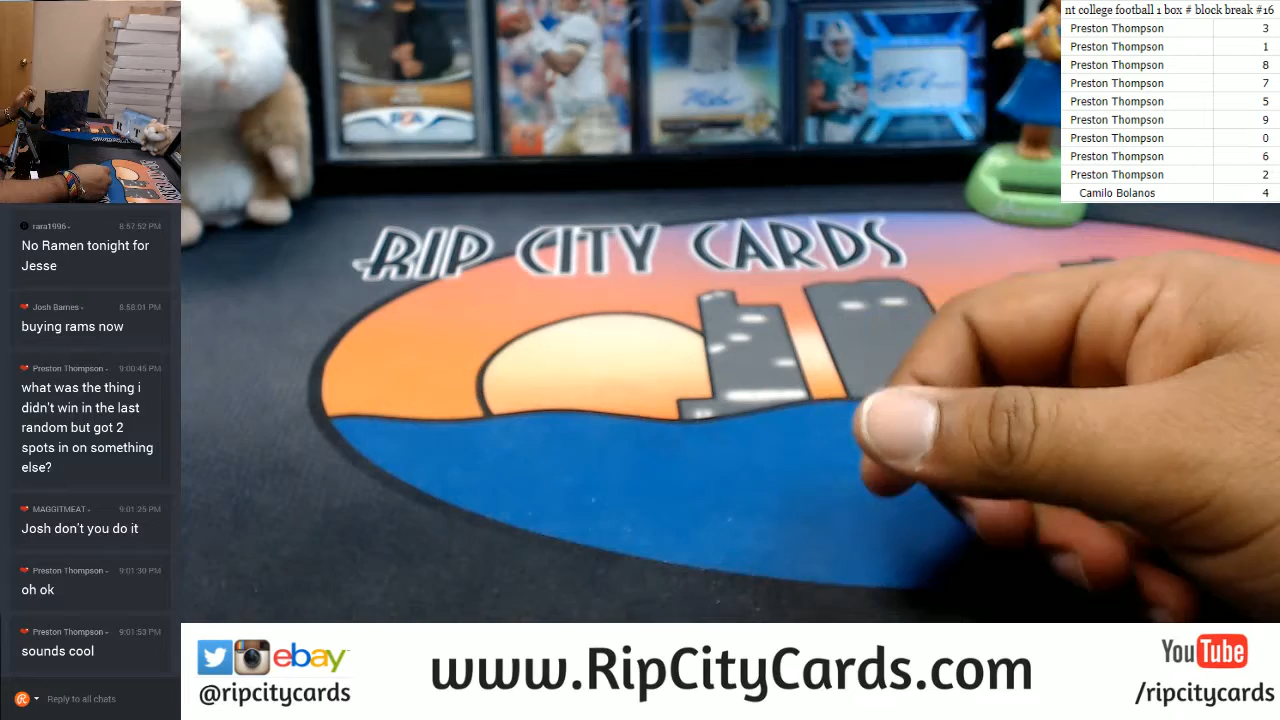 nt college football 1 box # block break #16
Preston Thompson 3
Preston Thompson 1
Preston Thompson 8
Preston Thompson 7
Preston Thompson 5
Preston Thompson 9
Preston Thompson 0
Preston Thompson 6
Preston Thompson 2
Camilo Bolanos 4
rara1996 8:57:52 PM
No Ramen tonight for
Jesse
Josh Barnes 8:58:01 PM
buying rams now
Preston Thompson 9:00:45 PM
what was the thing i
didn't win in the last
random but got 2
spots in on something
else?
MAGGITMEAT 9:01:25 PM
Josh don't you do it
Preston Thompson 9:01:30 PM
oh ok
Preston Thompson 9:01:53 PM
sounds cool
Reply to all chats
RIP CITY CARDS
ebay
@ripcitycards
www.RipCityCards.com
YouTube
/ripcitycards